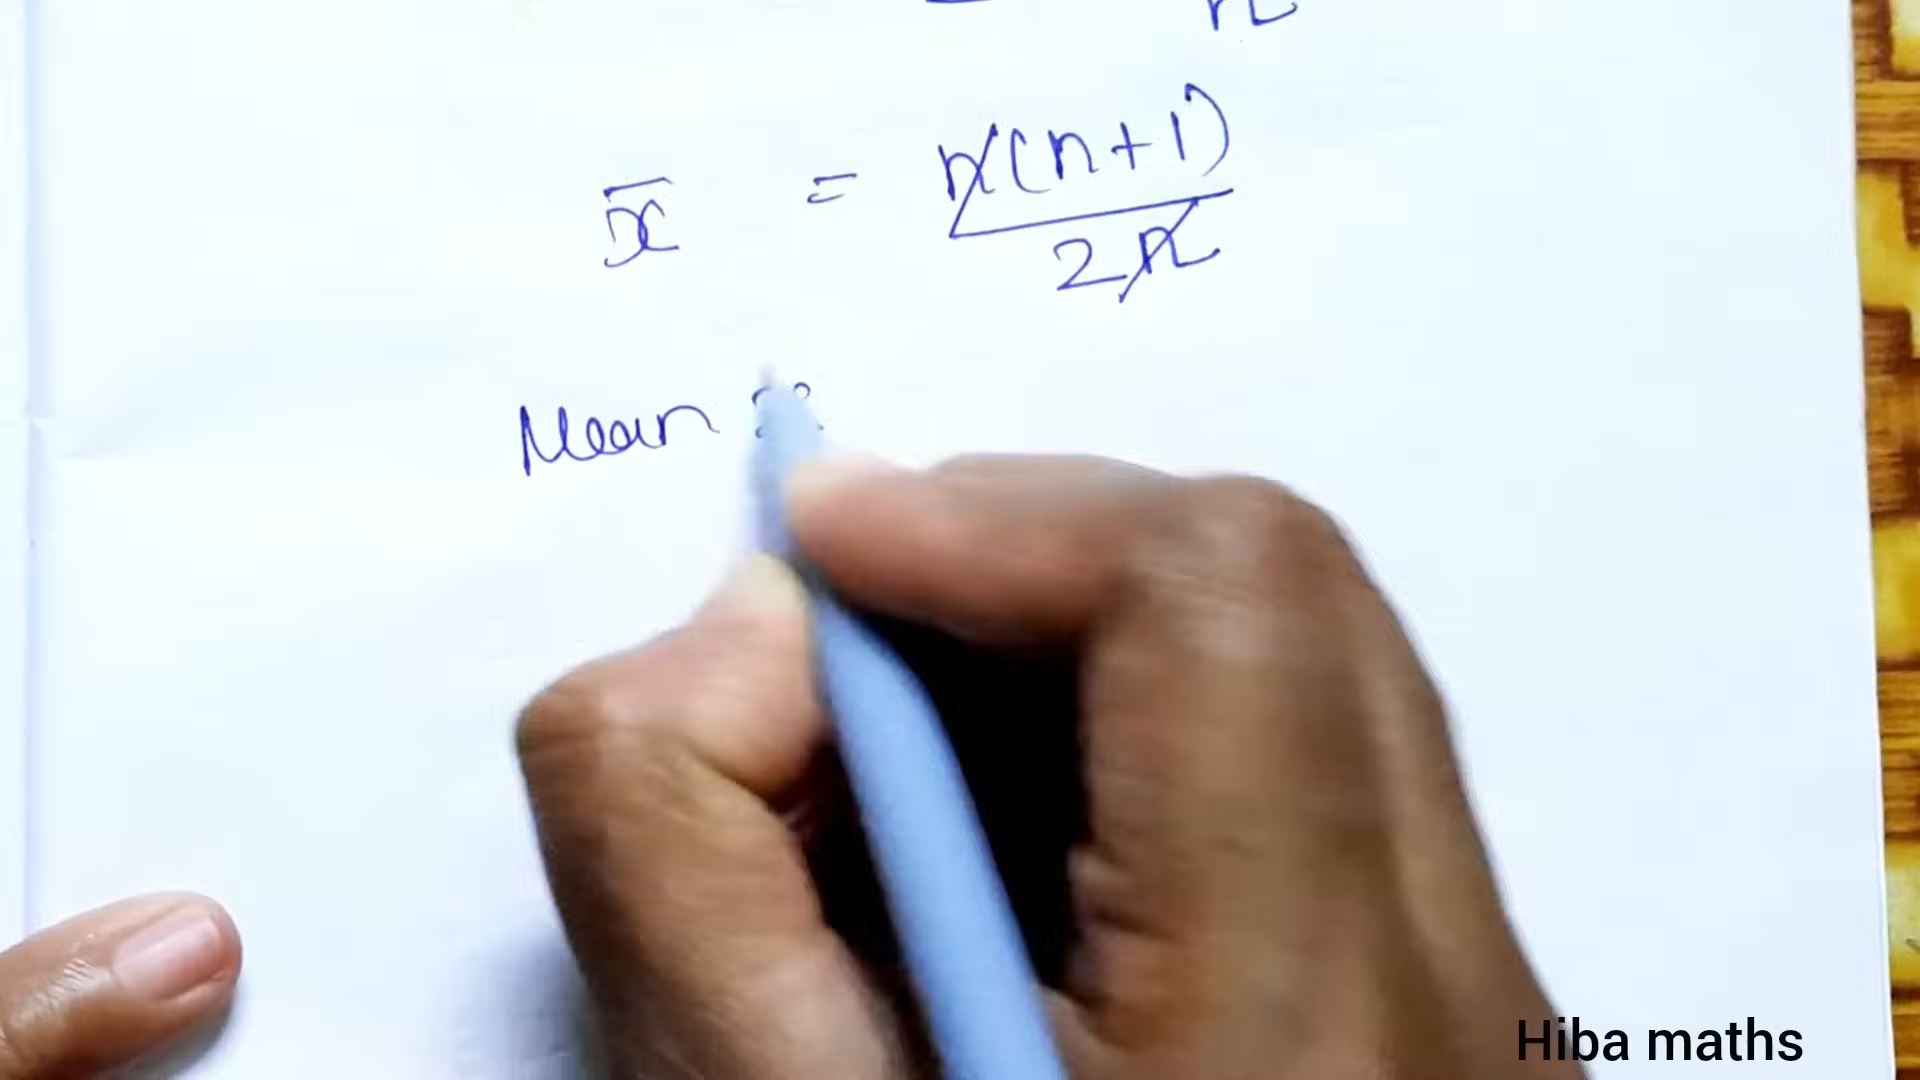 n
x̄ = n(n+1)
2n
Mean
Hiba maths